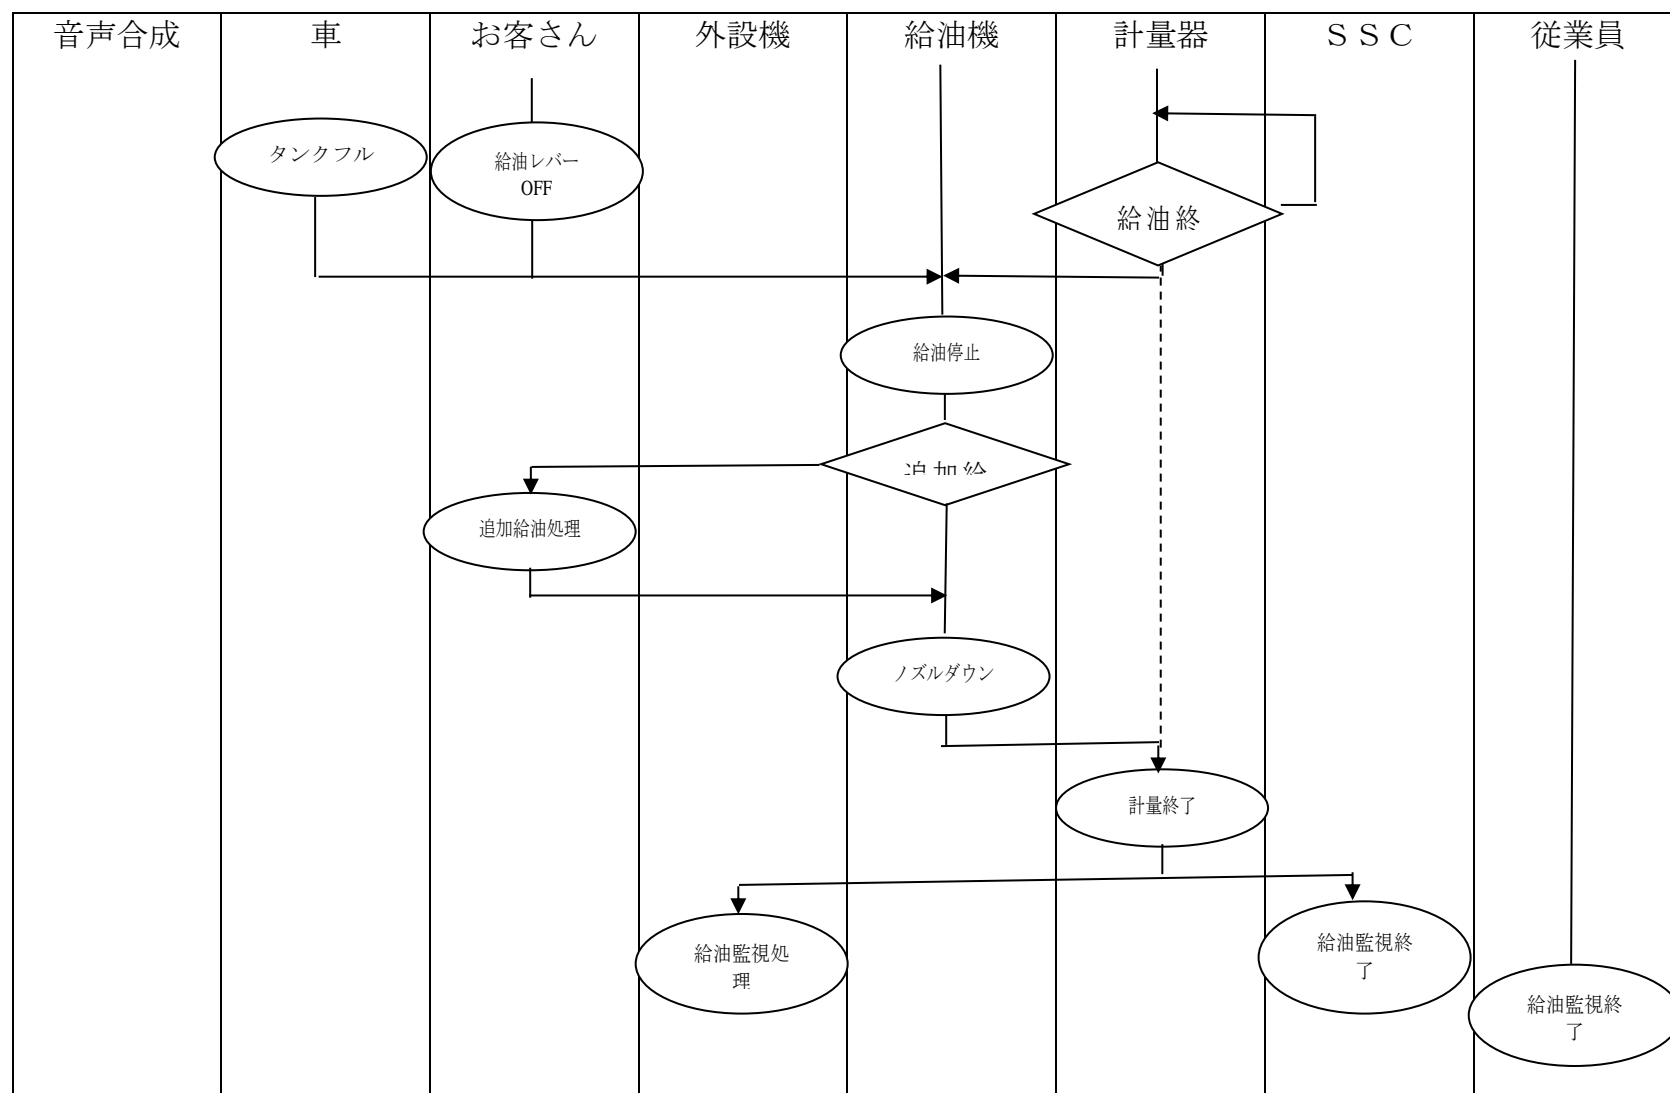 音声合成
車
お客さん
外設機
給油機
計量器
ＳＳＣ
従業員
タンクフル
給油レバー
OFF
給油終
給油停止
追加給
追加給油処理
ノズルダウン
計量終了
給油監視処
理
給油監視終
了
給油監視終
了